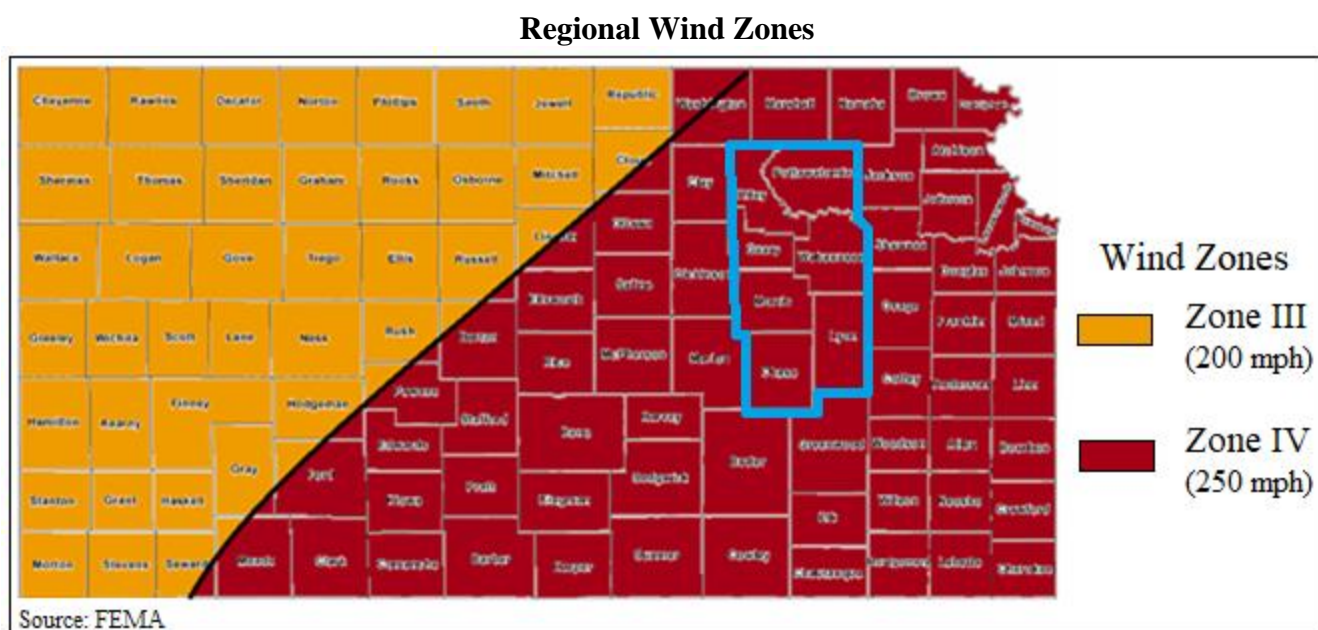 Regional Wind Zones
Cheyenne Rawlins Decatur Norton Phillips Smith Jewell Republic Washington Marshall Nemaha Brown
Sherman Thomas Sheridan Graham Rooks Osborne Mitchell Cloud Clay Riley Pottawatomie Jackson Atchison
Jefferson
Wallace Logan Gove Trego Ellis Russell Lincoln Ottawa Geary Wabaunsee Shawnee
Saline Dickinson Douglas Johnson
Greeley Wichita Scott Lane Ness Rush Barton Ellsworth Morris Osage Franklin Miami
Rice McPherson Marion Chase Lyon Coffey Anderson Linn
Hamilton Kearny Finney Hodgeman Pawnee Stafford Reno Harvey
Gray Ford Edwards Sedgwick Butler Greenwood Woodson Allen Bourbon
Stanton Grant Haskell Kiowa Pratt Kingman Elk Wilson Neosho Crawford
Morton Stevens Seward Meade Clark Comanche Barber Harper Sumner Cowley Chautauqua Montgomery Labette Cherokee
Wind Zones
Zone III
(200 mph)
Zone IV
(250 mph)
Source: FEMA